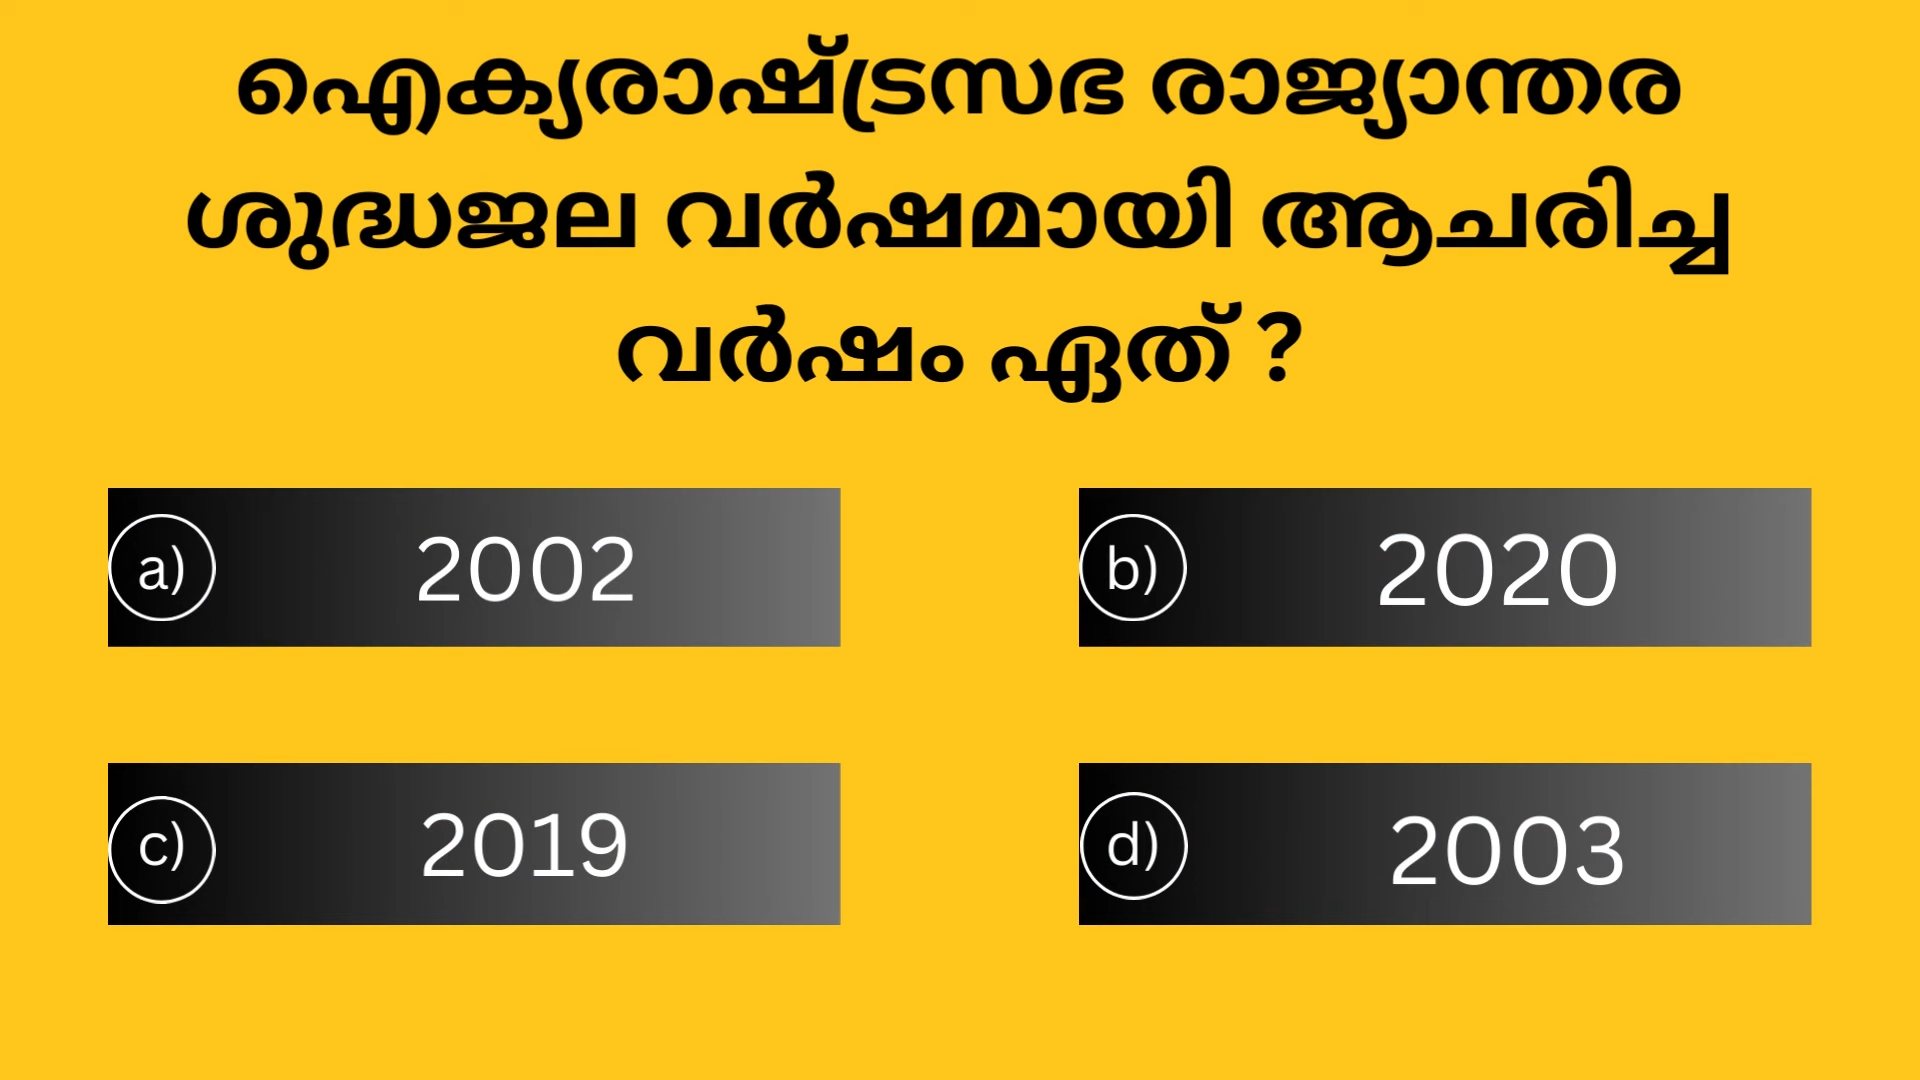 ഐക്യരാഷ്ട്രസഭ രാജ്യാന്തര
ശുദ്ധജല വർഷമായി ആചരിച്ച
വർഷം ഏത് ?
a) 2002
b) 2020
c) 2019
d) 2003